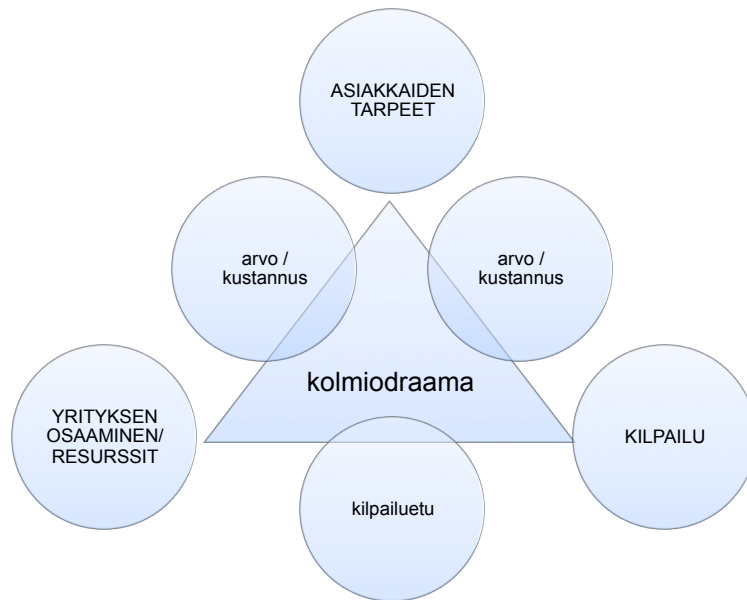 ASIAKKAIDEN
TARPEET
arvo /
kustannus
arvo /
kustannus
kolmiodraama
YRITYKSEN
OSAAMINEN/
RESURSSIT
KILPAILU
kilpailuetu